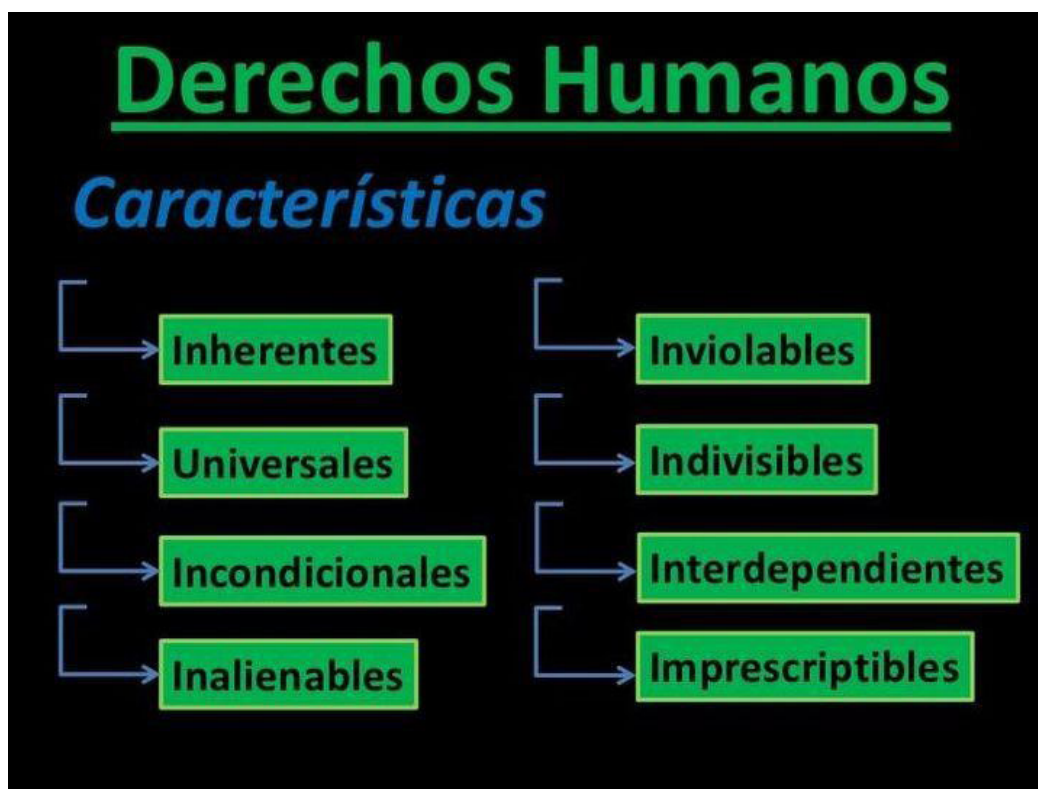 Derechos Humanos
Características
Inherentes
Universales
Incondicionales
Inalienables
Inviolables
Indivisibles
Interdependientes
Imprescriptibles